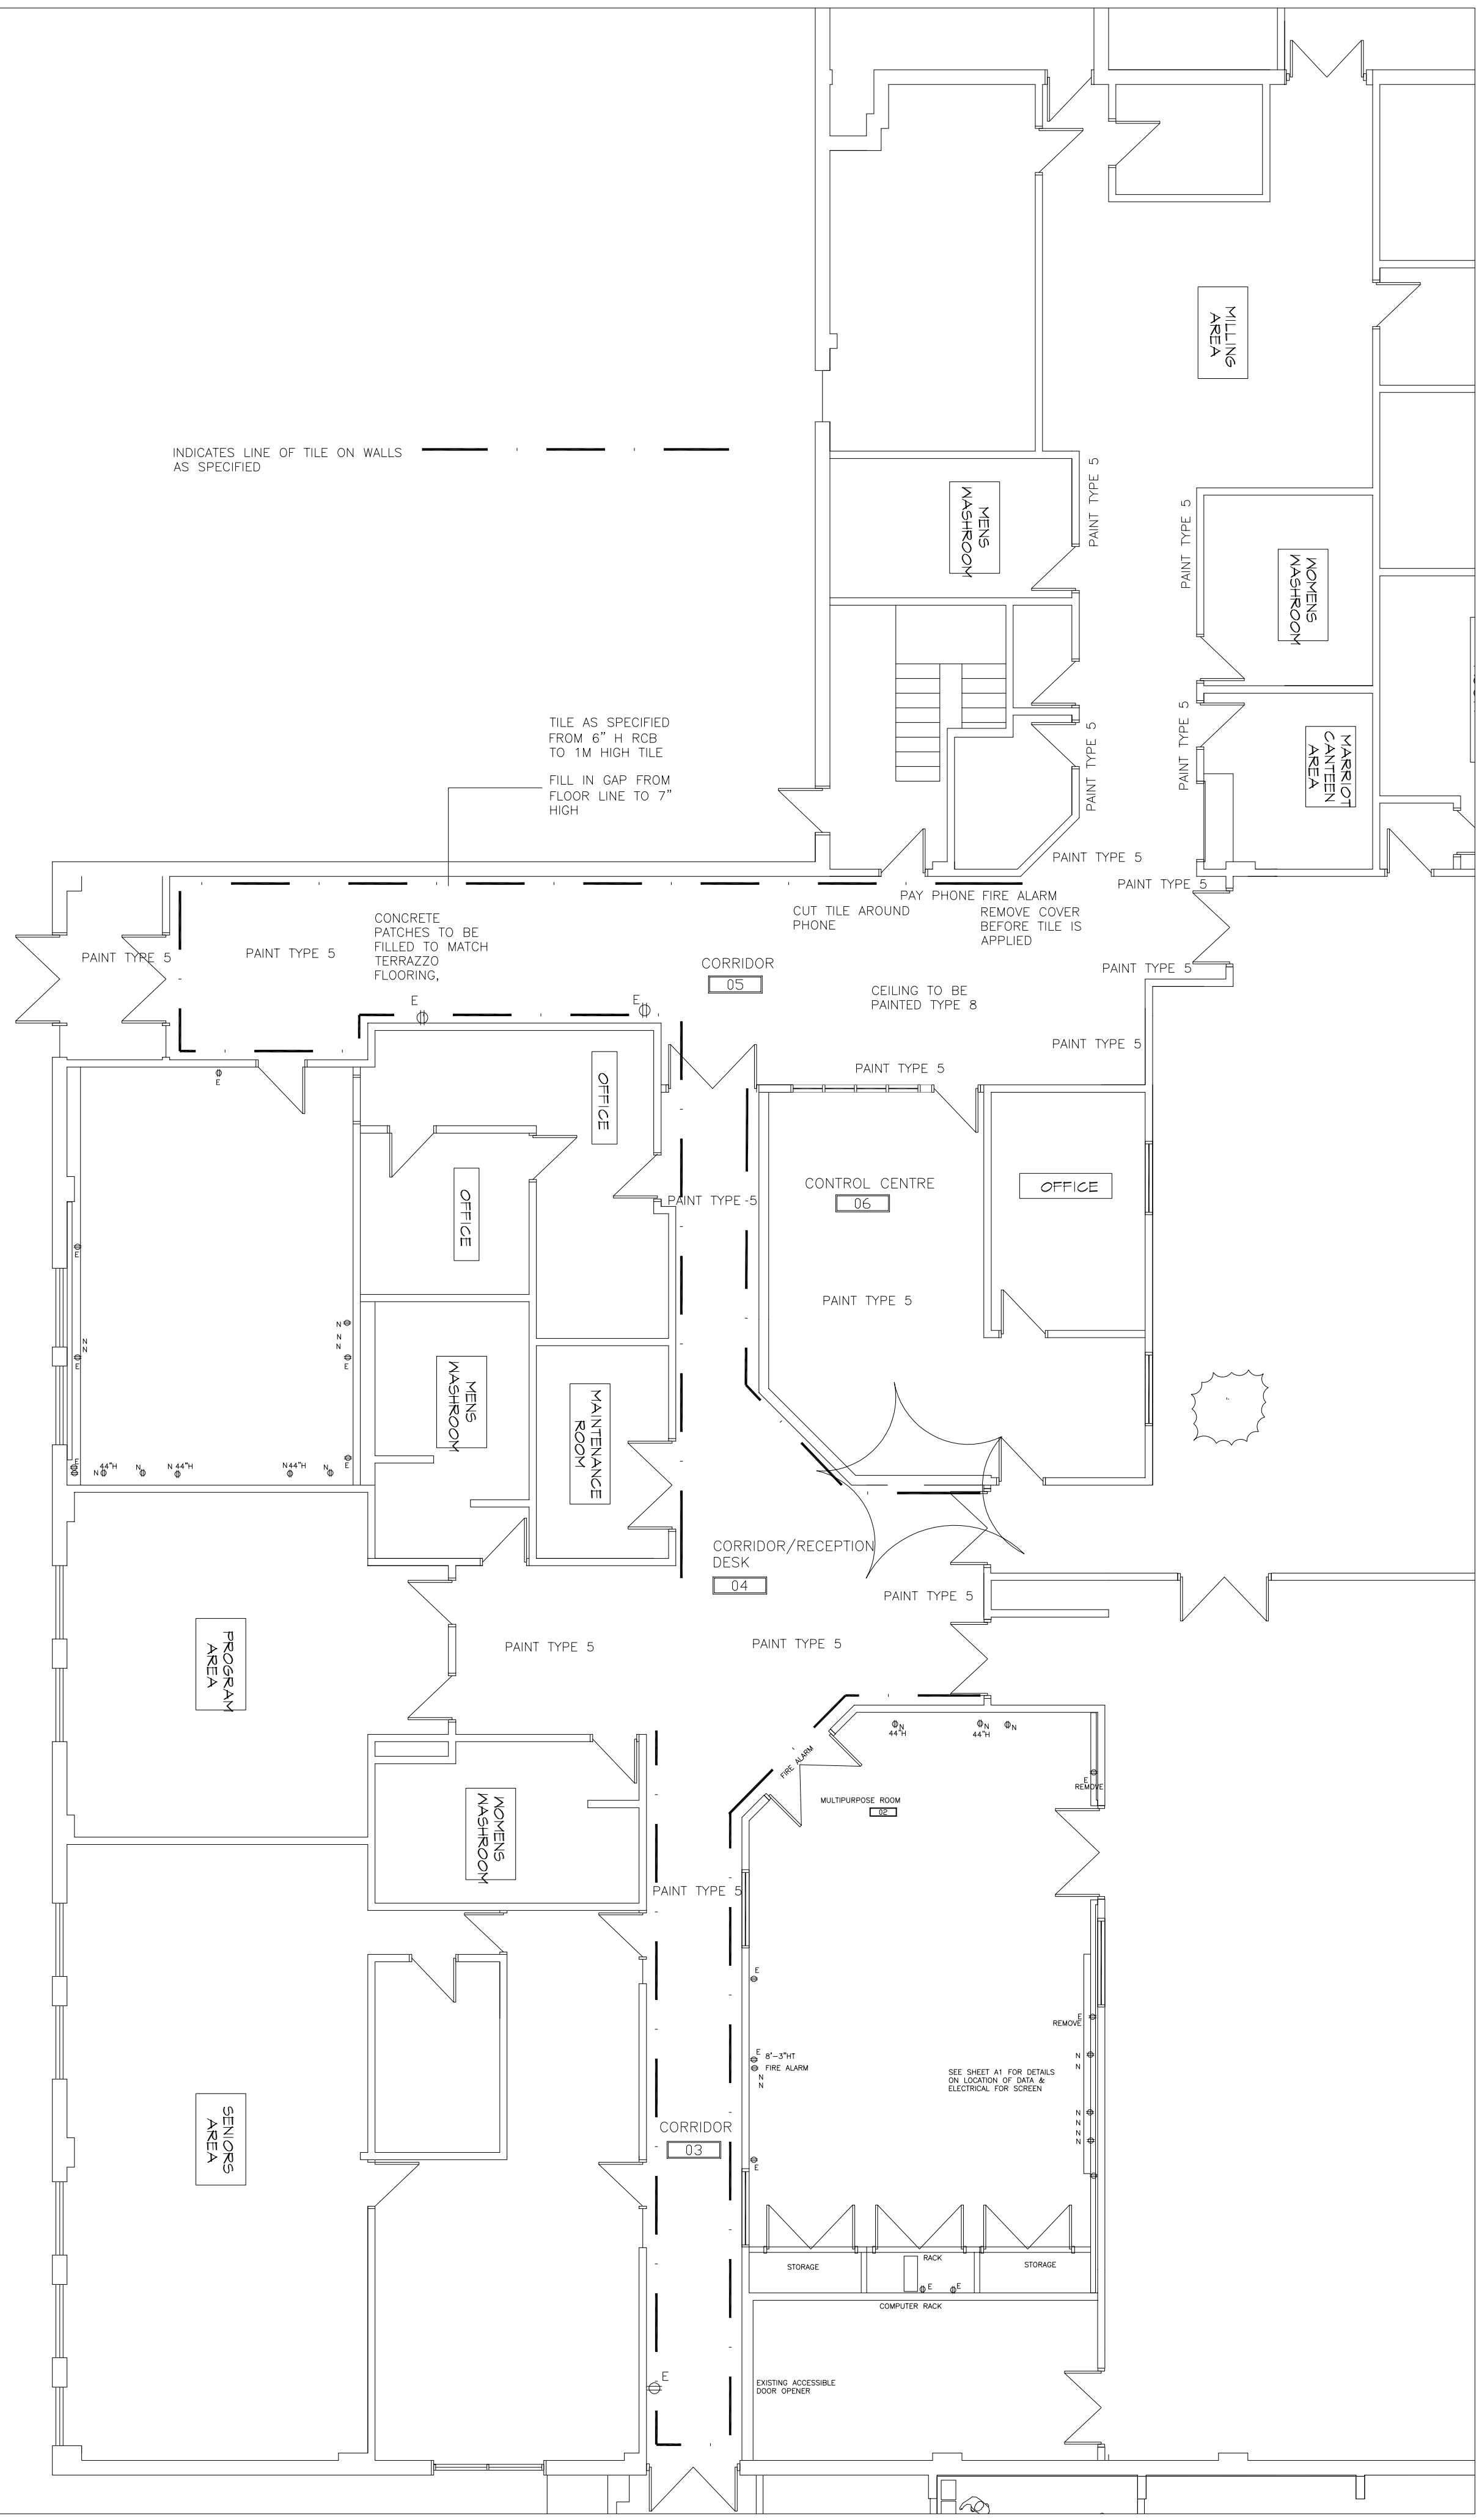 MILLING
AREA
INDICATES LINE OF TILE ON WALLS
AS SPECIFIED
MENS
WASHROOM
PAINT TYPE 5
PAINT TYPE 5
WOMENS
WASHROOM
TILE AS SPECIFIED
FROM 6" H RCB
TO 1M HIGH TILE
FILL IN GAP FROM
FLOOR LINE TO 7"
HIGH
PAINT TYPE 5
PAINT TYPE 5
MARRIOT
CANTEEN
AREA
PAINT TYPE 5
PAINT TYPE 5
PAY PHONE FIRE ALARM
CUT TILE AROUND
PHONE
REMOVE COVER
BEFORE TILE IS
APPLIED
CONCRETE
PATCHES TO BE
FILLED TO MATCH
TERRAZZO
FLOORING,
PAINT TYPE 5
PAINT TYPE 5
CORRIDOR
05
PAINT TYPE 5
CEILING TO BE
PAINTED TYPE 8
E
E
PAINT TYPE 5
PAINT TYPE 5
E
OFFICE
OFFICE
PAINT TYPE -5
CONTROL CENTRE
06
OFFICE
E
PAINT TYPE 5
N
N
N
N
N
E
E
MENS
WASHROOM
MAINTENANCE
ROOM
E
E
N
44"H
N
N 44"H
N44"H
N
CORRIDOR/RECEPTION
DESK
04
PAINT TYPE 5
PAINT TYPE 5
PAINT TYPE 5
PROGRAM
AREA
N
44"H
N
44"H
N
FIRE ALARM
E
REMOVE
MULTIPURPOSE ROOM
02
WOMENS
WASHROOM
PAINT TYPE 5
E
E
REMOVE
E
8'-3"HT
FIRE ALARM
N
N
N
N
SEE SHEET A1 FOR DETAILS
ON LOCATION OF DATA &
ELECTRICAL FOR SCREEN
SENIORS
AREA
CORRIDOR
03
N
N
N
N
E
STORAGE
RACK
STORAGE
E
E
COMPUTER RACK
E
EXISTING ACCESSIBLE
DOOR OPENER